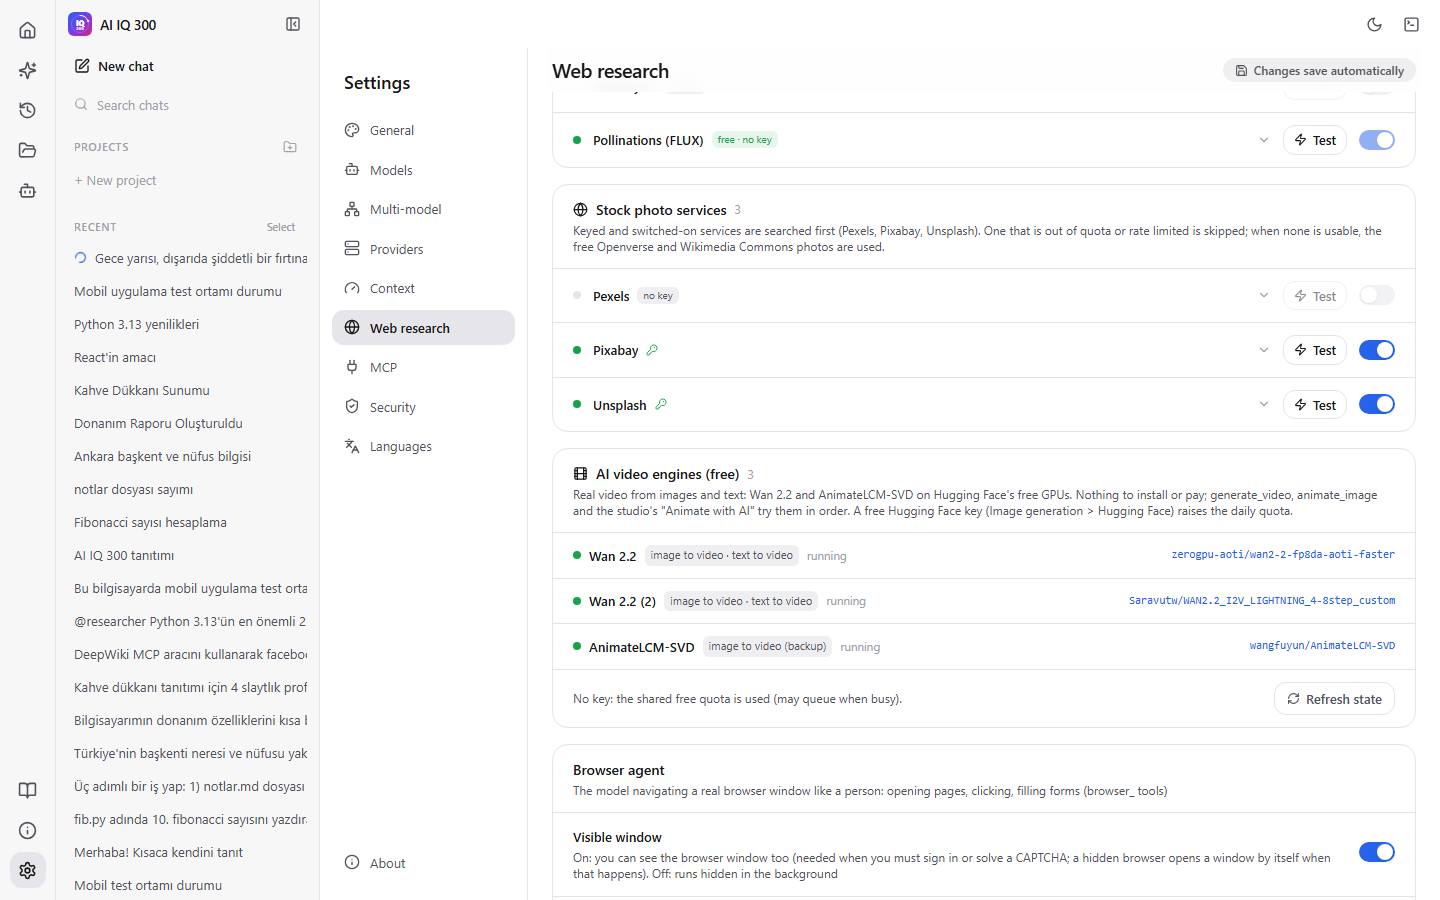 AI IQ 300
New chat
Search chats
PROJECTS
+ New project
RECENT
Select
Gece yarısı, dışarıda şiddetli bir fırtına
Mobil uygulama test ortamı durumu
Python 3.13 yenilikleri
React'in amacı
Kahve Dükkanı Sunumu
Donanım Raporu Oluşturuldu
Ankara başkent ve nüfus bilgisi
notlar dosyası sayımı
Fibonacci sayısı hesaplama
AI IQ 300 tanıtımı
Bu bilgisayarda mobil uygulama test orta
@researcher Python 3.13'ün en önemli 2
DeepWiki MCP aracını kullanarak faceboo
Kahve dükkanı tanıtımı için 4 slaytlık prof
Bilgisayarımın donanım özelliklerini kısa b
Türkiye'nin başkenti neresi ve nüfusu yak
Üç adımlı bir iş yap: 1) notlar.md dosyası
fib.py adında 10. fibonacci sayısını yazdır
Merhaba! Kısaca kendini tanıt
Mobil test ortamı durumu
Settings
General
Models
Multi-model
Providers
Context
Web research
MCP
Security
Languages
About
Web research
Changes save automatically
Pollinations (FLUX) free · no key
Test
Stock photo services 3
Keyed and switched-on services are searched first (Pexels, Pixabay, Unsplash). One that is out of quota or rate limited is skipped; when none is usable, the
free Openverse and Wikimedia Commons photos are used.
Pexels no key
Test
Pixabay
Test
Unsplash
Test
AI video engines (free) 3
Real video from images and text: Wan 2.2 and AnimateLCM-SVD on Hugging Face's free GPUs. Nothing to install or pay; generate_video, animate_image
and the studio's "Animate with AI" try them in order. A free Hugging Face key (Image generation > Hugging Face) raises the daily quota.
Wan 2.2 image to video · text to video running
zerogpu-aoti/wan2-2-fp8da-aoti-faster
Wan 2.2 (2) image to video · text to video running
Saravutw/WAN2.2_I2V_LIGHTNING_4-8step_custom
AnimateLCM-SVD image to video (backup) running
wangfuyun/AnimateLCM-SVD
No key: the shared free quota is used (may queue when busy).
Refresh state
Browser agent
The model navigating a real browser window like a person: opening pages, clicking, filling forms (browser_ tools)
Visible window
On: you can see the browser window too (needed when you must sign in or solve a CAPTCHA; a hidden browser opens a window by itself when
that happens). Off: runs hidden in the background